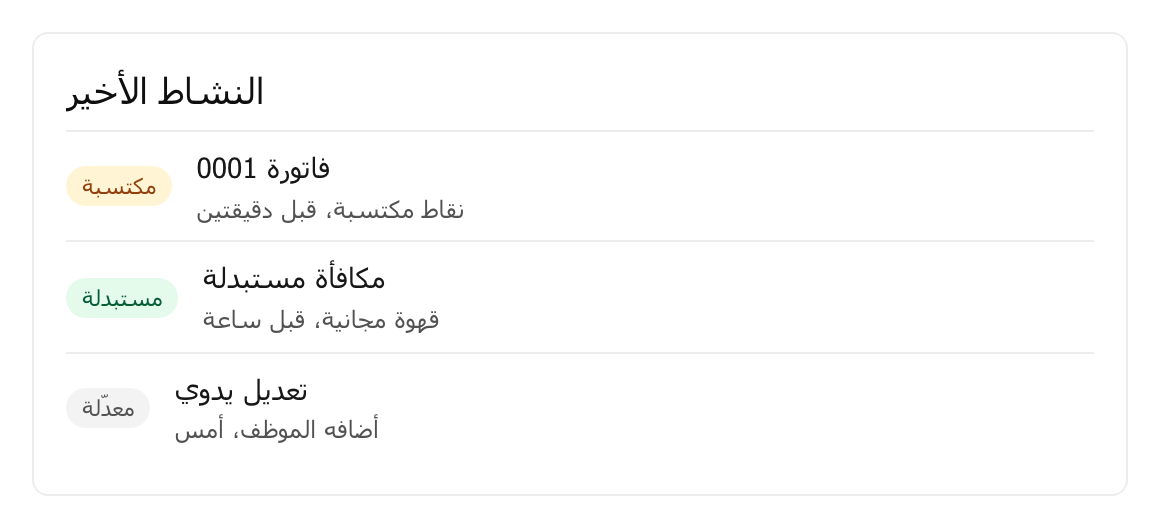 النشاط الأخير
مكتسبة
فاتورة 0001
نقاط مكتسبة، قبل دقيقتين
مستبدلة
مكافأة مستبدلة
قهوة مجانية، قبل ساعة
معدّلة
تعديل يدوي
أضافه الموظف، أمس